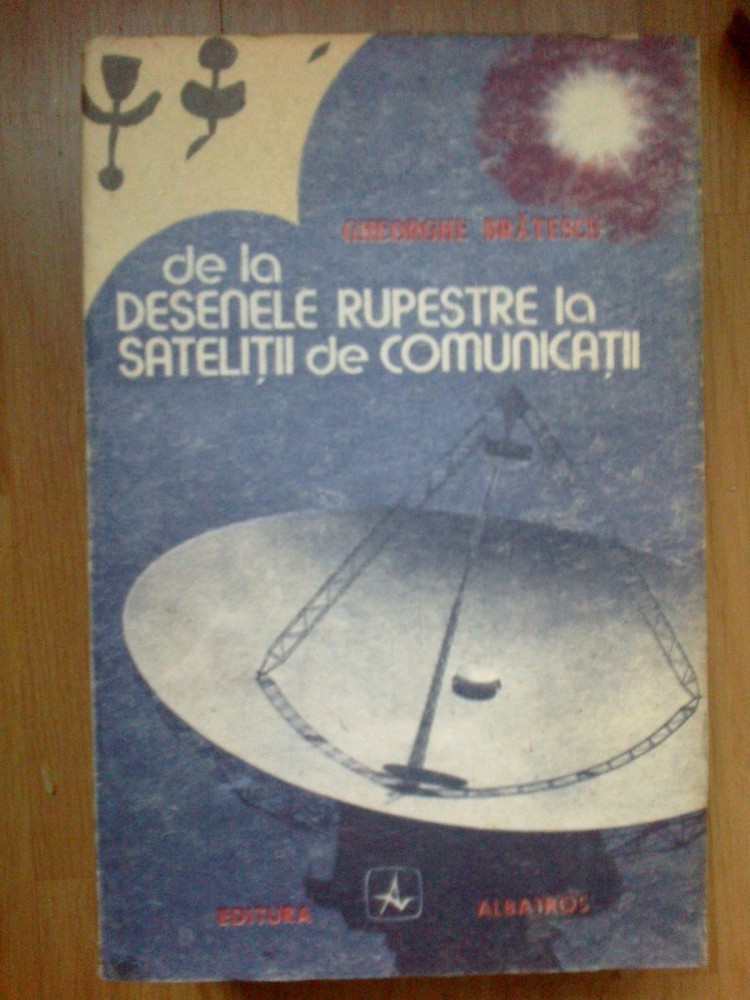 GHEORGHE BRĂTESCU
de la
DESENELE RUPESTRE la
SATELIȚII de COMUNICAȚII
EDITURA ALBATROS